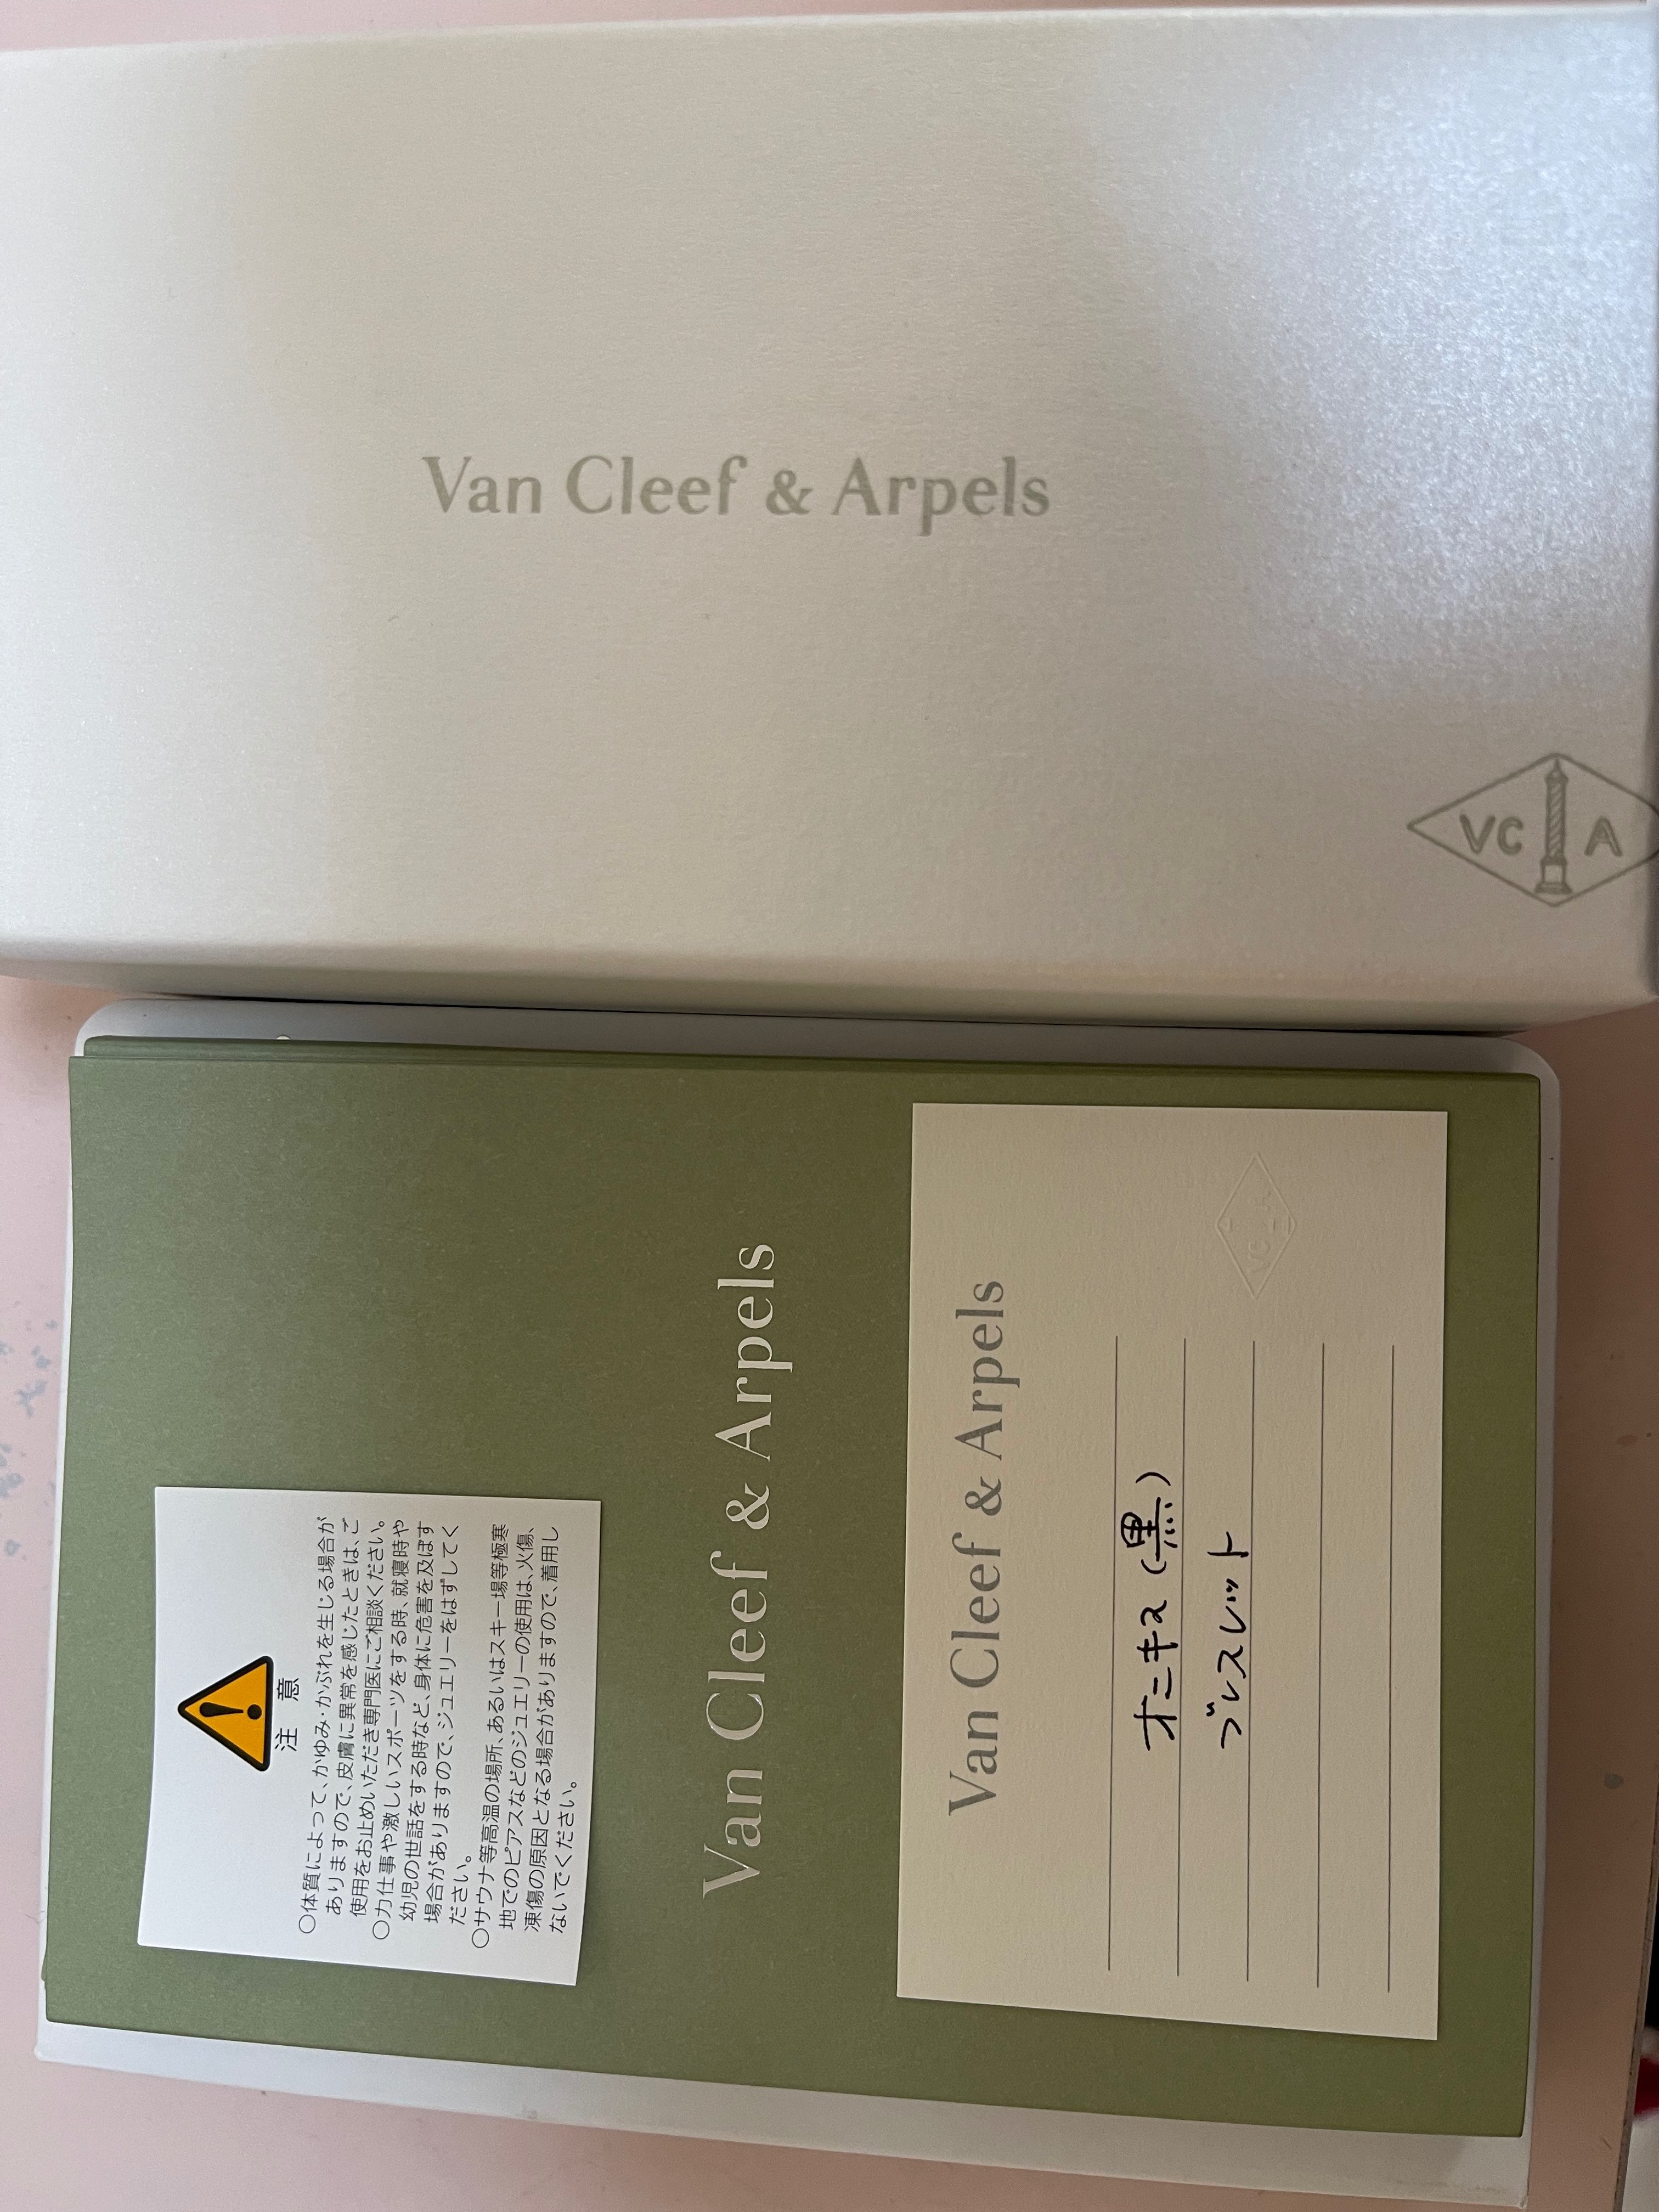 Van Cleef & Arpels
VC A
注 意
○体質によって、かゆみ・かぶれを生じる場合が
ありますので、皮膚に異常を感じたときは、ご
使用をお止めいただき専門医にご相談ください。
○力仕事や激しいスポーツをする時、就寝時や
幼児の世話をする時など、身体に危害を及ぼす
場合がありますので、ジュエリーをはずしてく
ださい。
○サウナ等高温の場所、あるいはスキー場等極寒
地でのピアスなどのジュエリーの使用は、火傷、
凍傷の原因となる場合がありますので、着用し
ないでください。
Van Cleef & Arpels
Van Cleef & Arpels
オニキス(黒)
ブレスレット
VC A